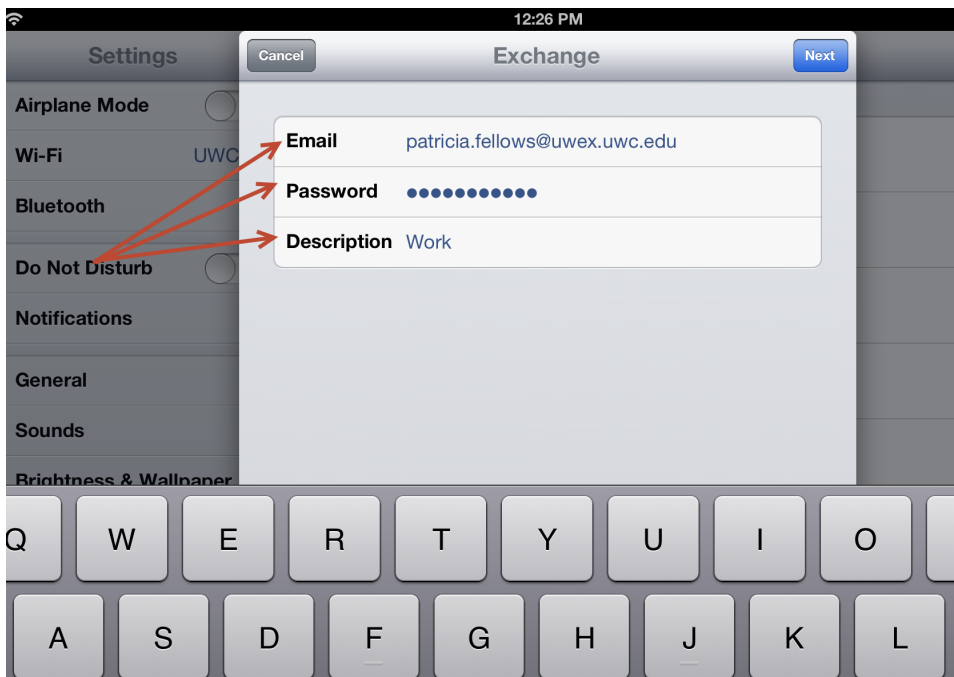 12:26 PM
Settings
Cancel
Exchange
Next
Airplane Mode
Wi-Fi UWC
Bluetooth
Do Not Disturb
Notifications
General
Sounds
Brightness & Wallpaper
Email patricia.fellows@uwex.uwc.edu
Password ●●●●●●●●●●●
Description Work
Q W E R T Y U I O
A S D F G H J K L